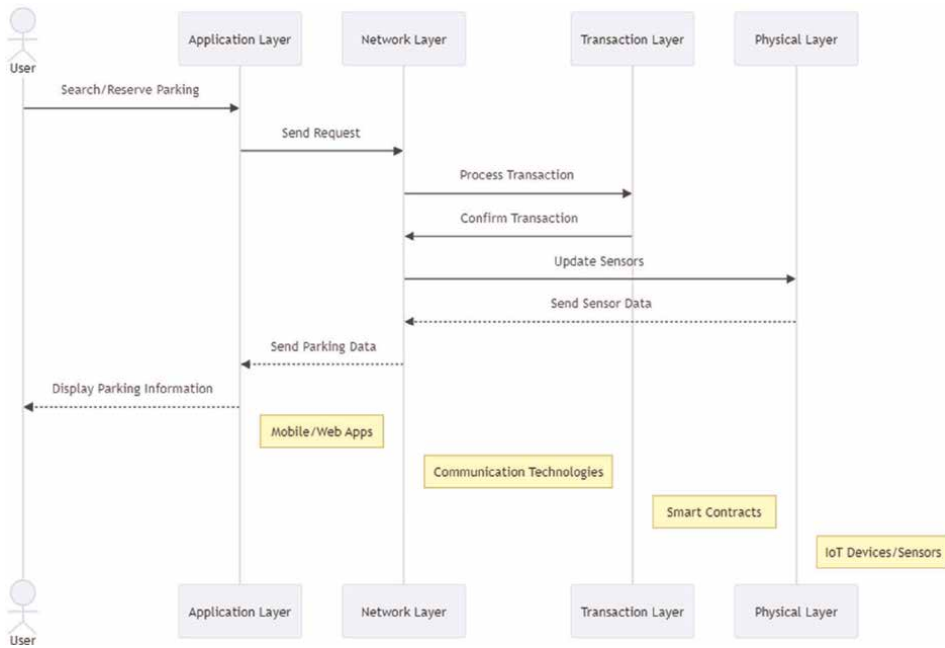 User
Application Layer
Network Layer
Transaction Layer
Physical Layer
Search/Reserve Parking
Send Request
Process Transaction
Confirm Transaction
Update Sensors
Send Sensor Data
Send Parking Data
Display Parking Information
Mobile/Web Apps
Communication Technologies
Smart Contracts
IoT Devices/Sensors
User
Application Layer
Network Layer
Transaction Layer
Physical Layer